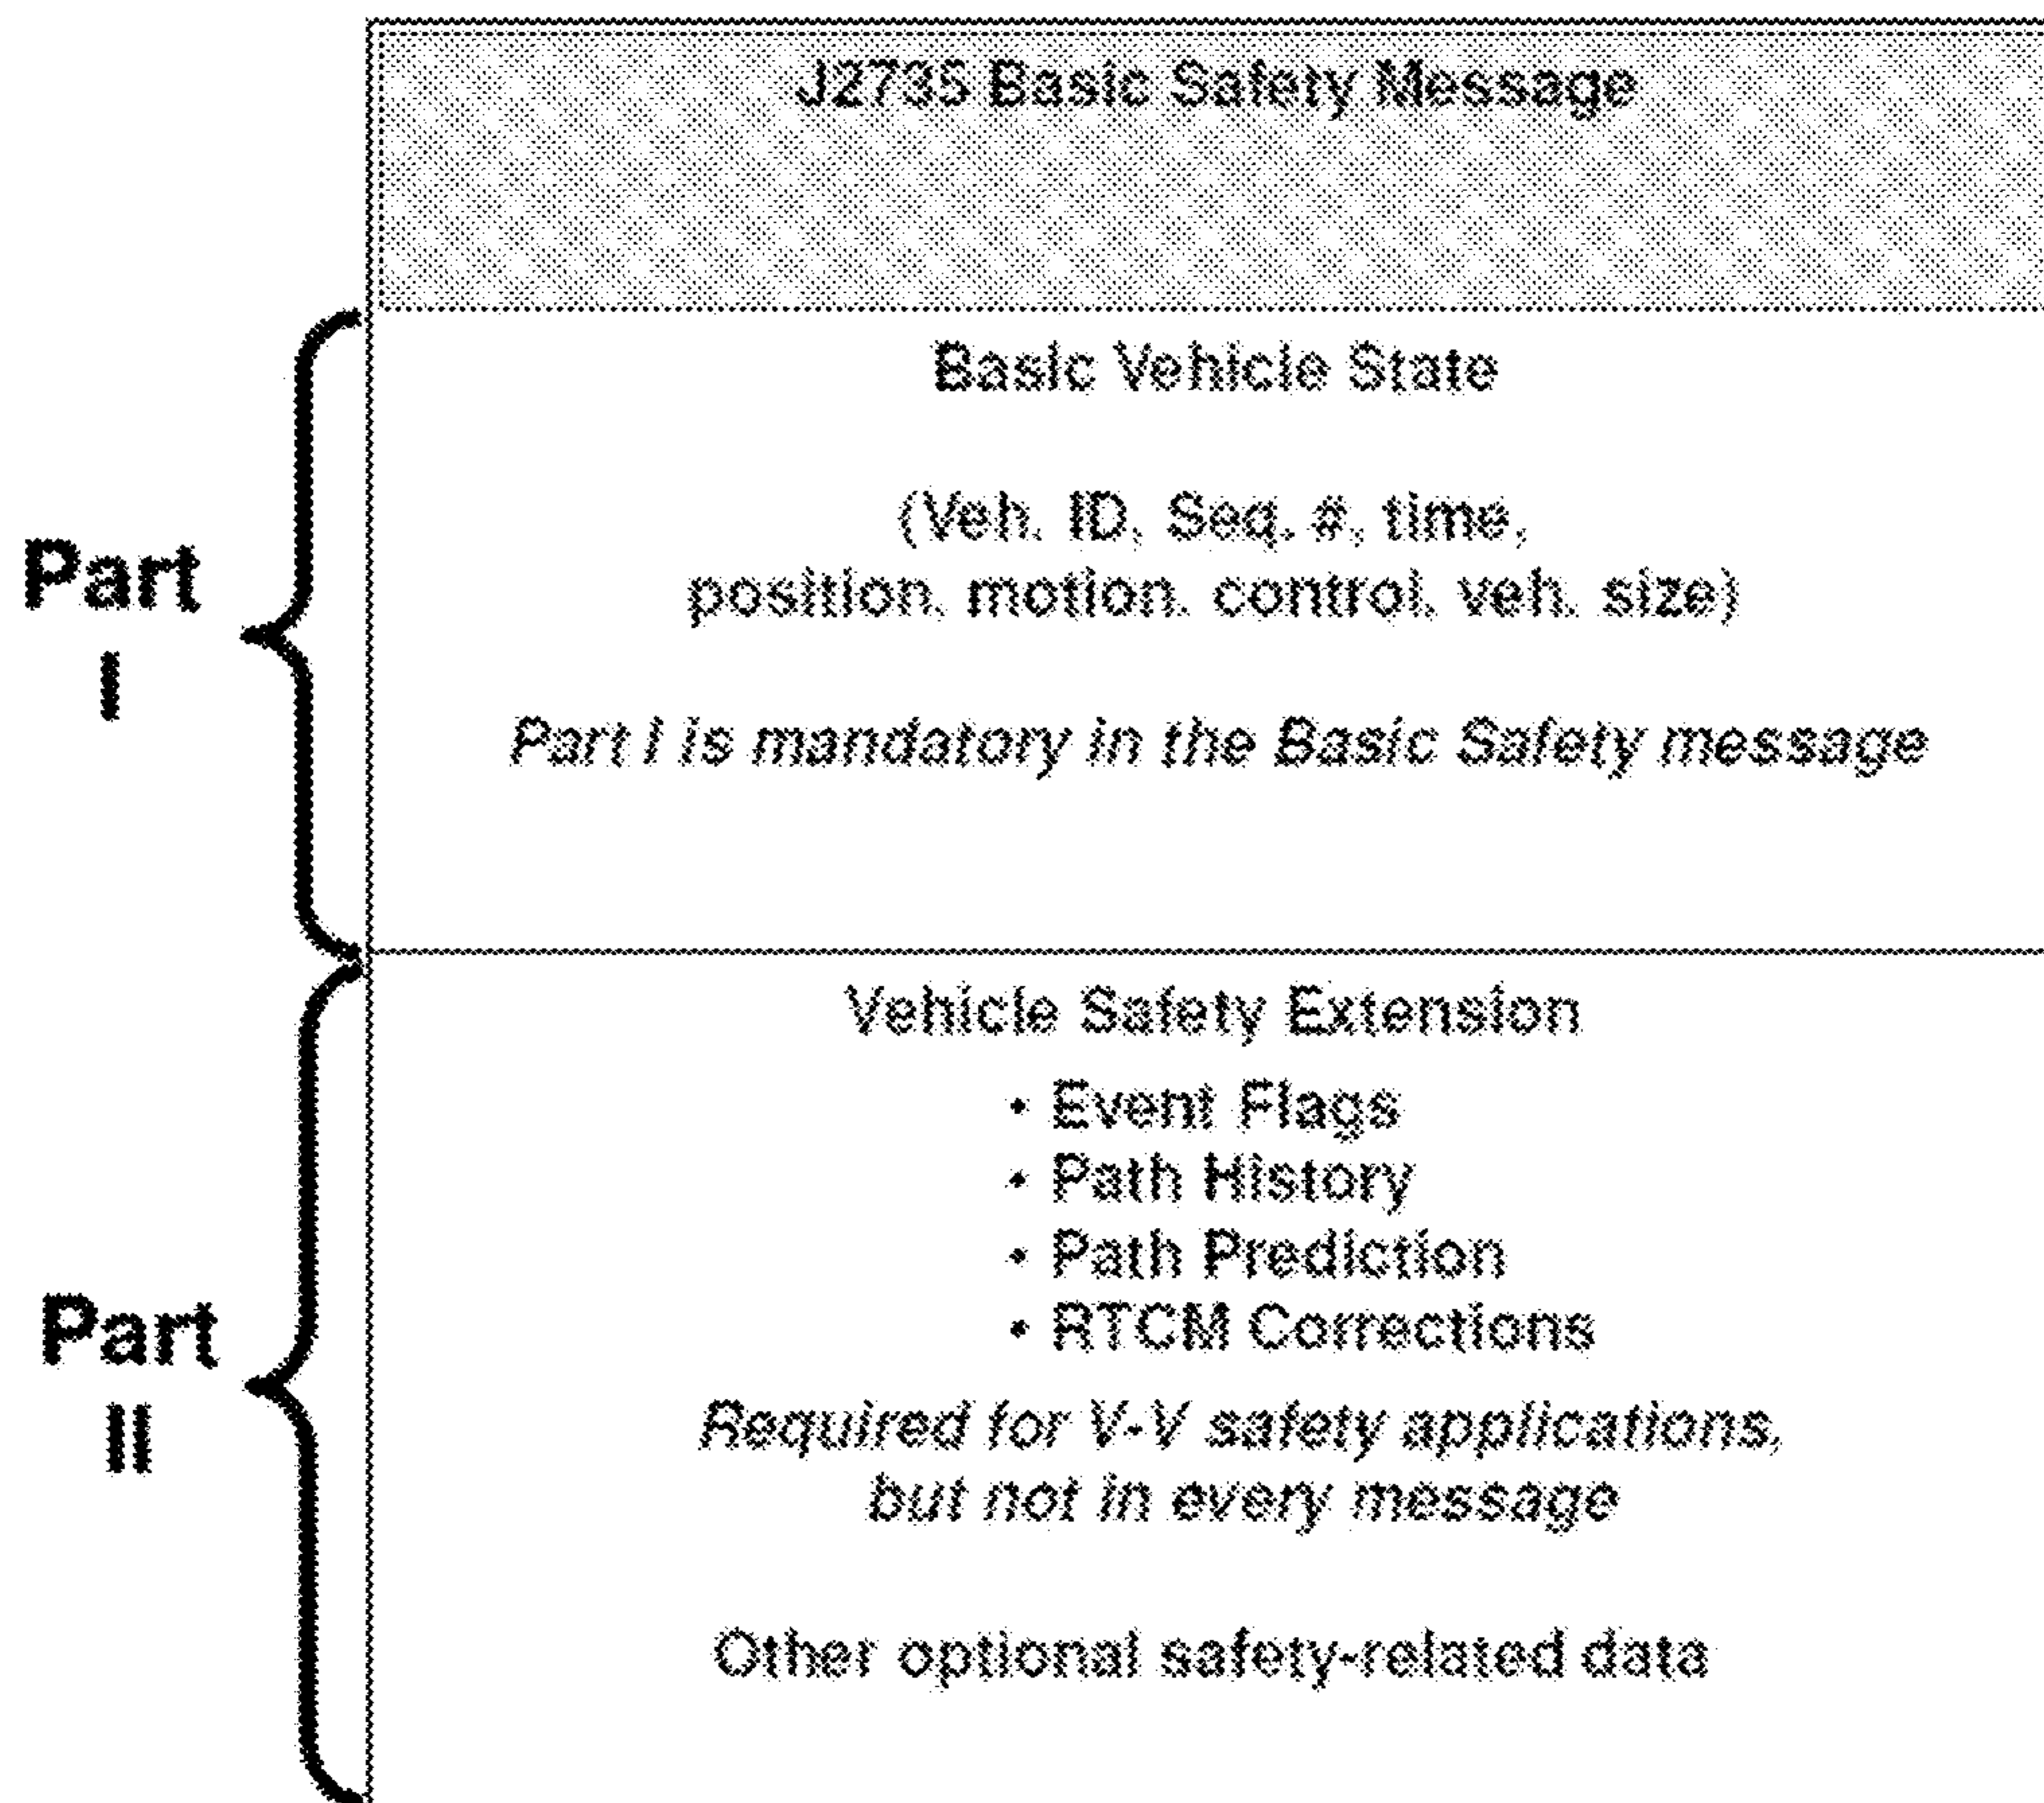 J2735 Basic Safety Message
Part
I
Basic Vehicle State
(Veh. ID, Seq. #, time,
position, motion, control, veh. size)
Part I is mandatory in the Basic Safety message
Part
II
Vehicle Safety Extension
• Event Flags
• Path History
• Path Prediction
• RTCM Corrections
Required for V-V safety applications,
but not in every message
Other optional safety-related data